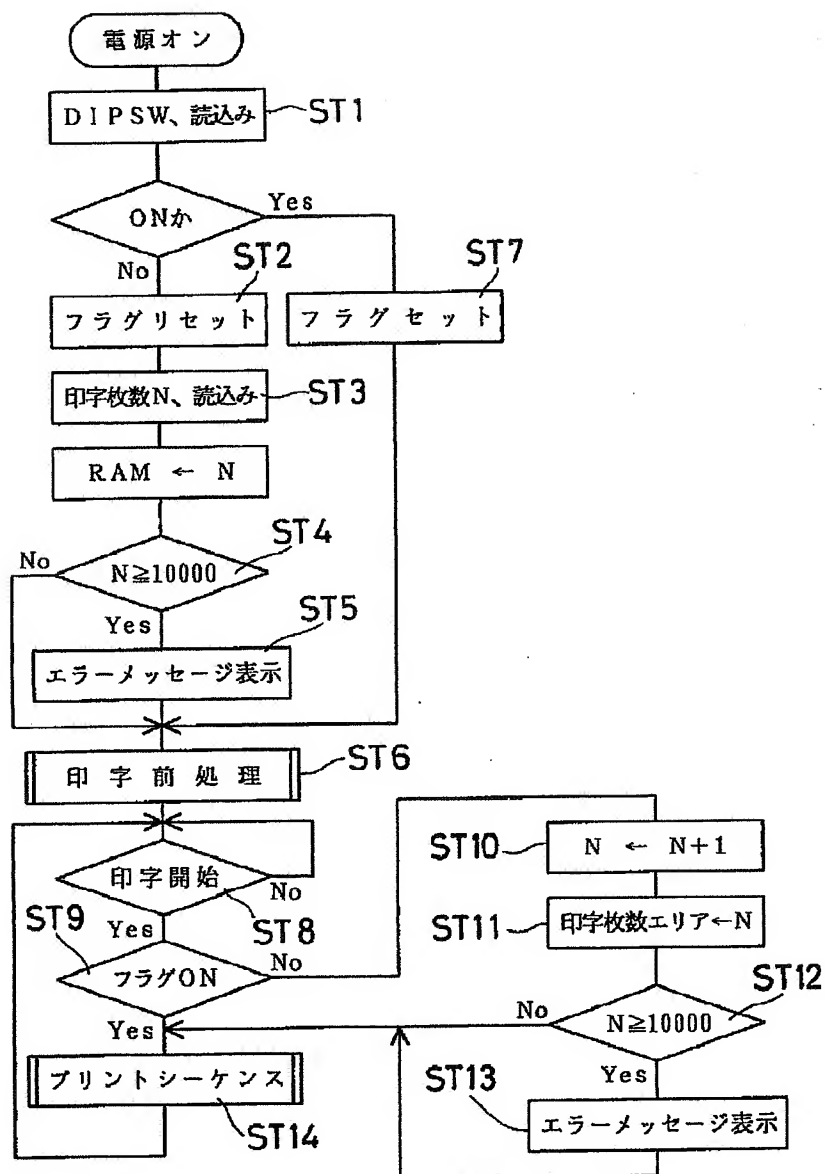 電源オン
DIPSW、読込み
ST1
ONか
Yes
No
ST2
ST7
フラグリセット
フラグセット
印字枚数N、読込み
ST3
RAM ← N
ST4
No
N≧10000
Yes
ST5
エラーメッセージ表示
印字前処理
ST6
印字開始
No
ST8
Yes
ST9
フラグON
No
Yes
ST10
N ← N+1
ST11
印字枚数エリア←N
ST12
No
N≧10000
Yes
ST13
エラーメッセージ表示
プリントシーケンス
ST14